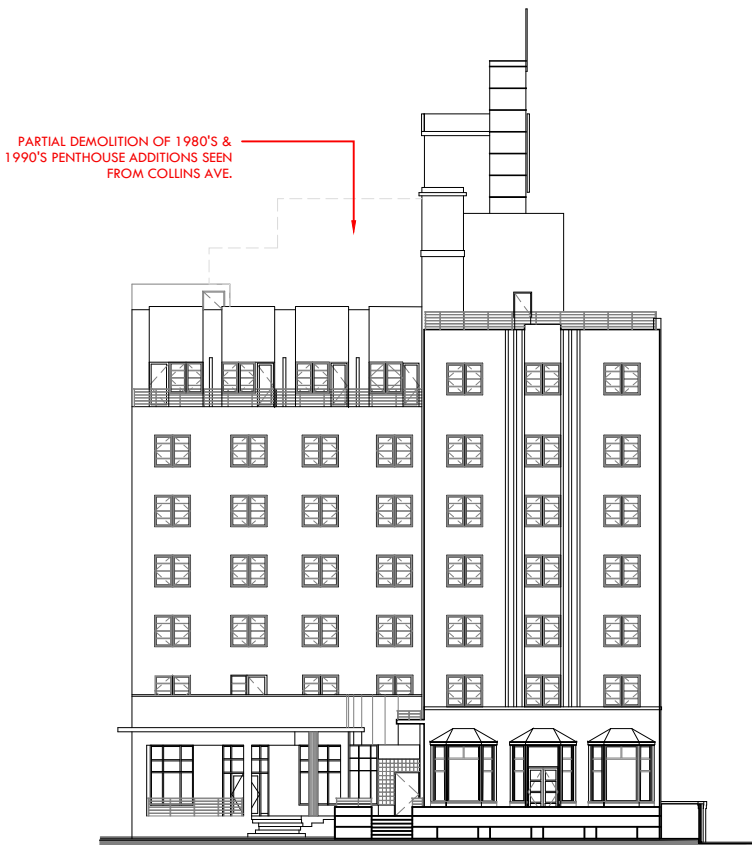 PARTIAL DEMOLITION OF 1980'S &
1990'S PENTHOUSE ADDITIONS SEEN
FROM COLLINS AVE.